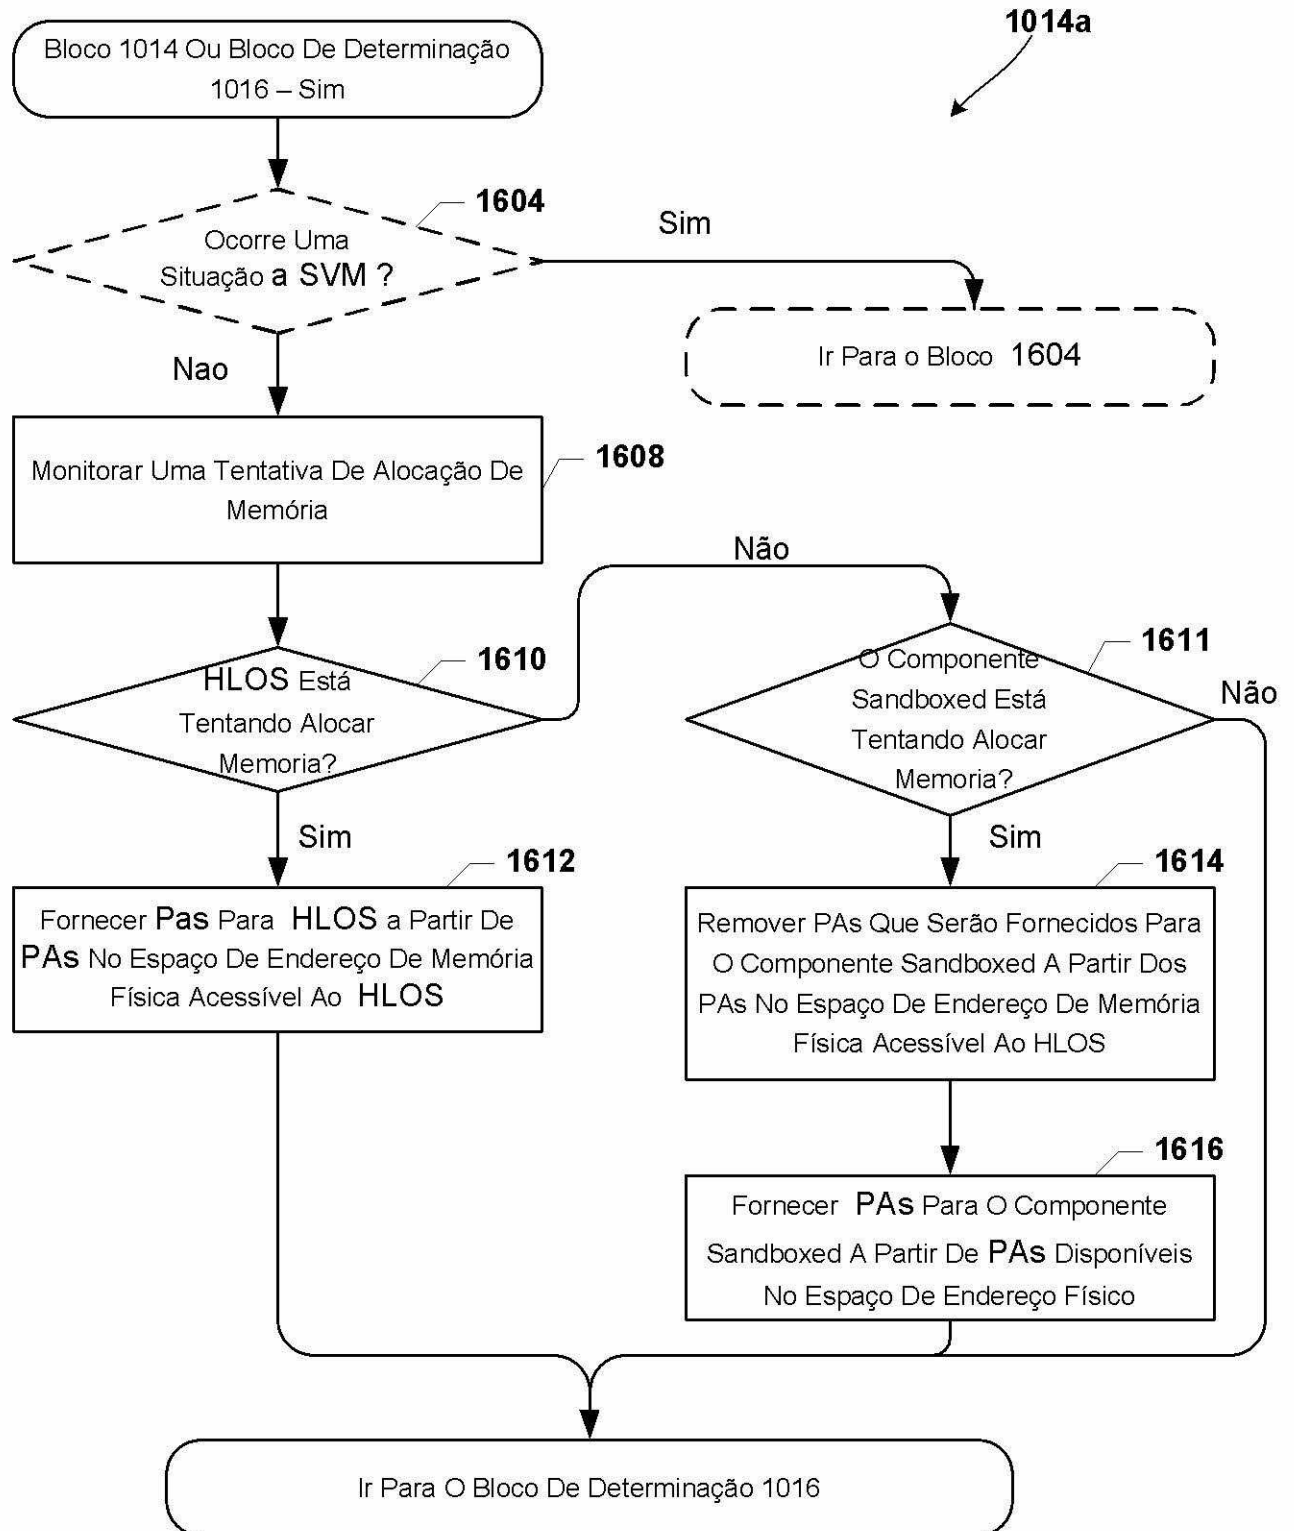 1014a
Bloco 1014 Ou Bloco De Determinação
1016 – Sim
1604
Sim
Ocorre Uma
Situação a SVM ?
Ir Para o Bloco 1604
Nao
Monitorar Uma Tentativa De Alocação De
Memória
1608
Não
1610
HLOS Está
Tentando Alocar
Memoria?
1611
O Componente
Sandboxed Está
Tentando Alocar
Memoria?
Não
Sim
Sim
1612
Fornecer Pas Para HLOS a Partir De
PAs No Espaço De Endereço De Memória
Física Acessível Ao HLOS
1614
Remover PAs Que Serão Fornecidos Para
O Componente Sandboxed A Partir Dos
PAs No Espaço De Endereço De Memória
Física Acessível Ao HLOS
1616
Fornecer PAs Para O Componente
Sandboxed A Partir De PAs Disponíveis
No Espaço De Endereço Físico
Ir Para O Bloco De Determinação 1016